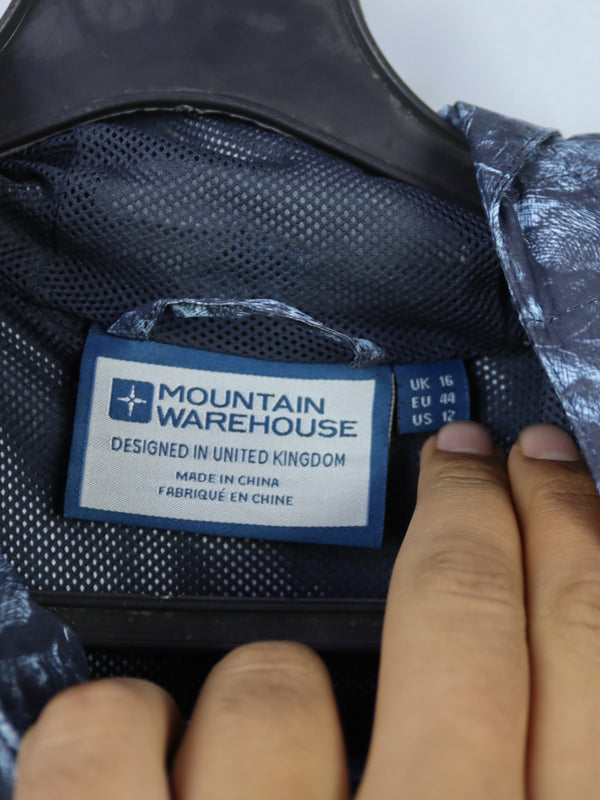 MOUNTAIN
WAREHOUSE
DESIGNED IN UNITED KINGDOM
MADE IN CHINA
FABRIQUÉ EN CHINE
UK 16
EU 44
US 12